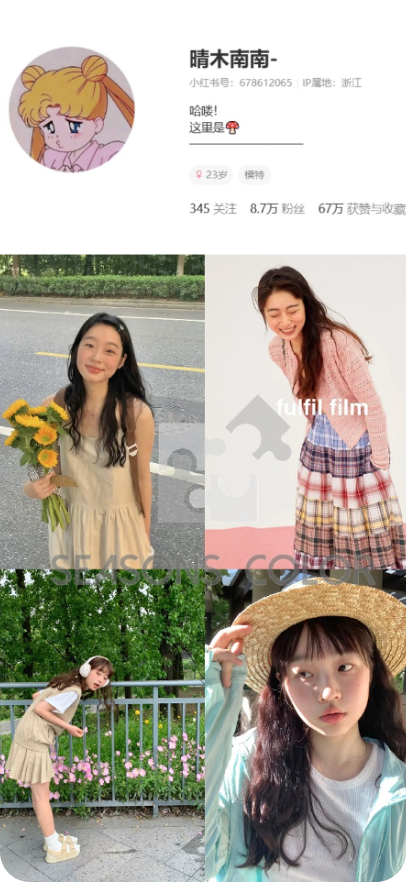 晴木南南-
小红书号: 678612065 IP属地: 浙江
哈喽!
这里是🍄
23岁 模特
345 关注 8.7万 粉丝 67万 获赞与收藏
fulfil film
SEASONS COLOR